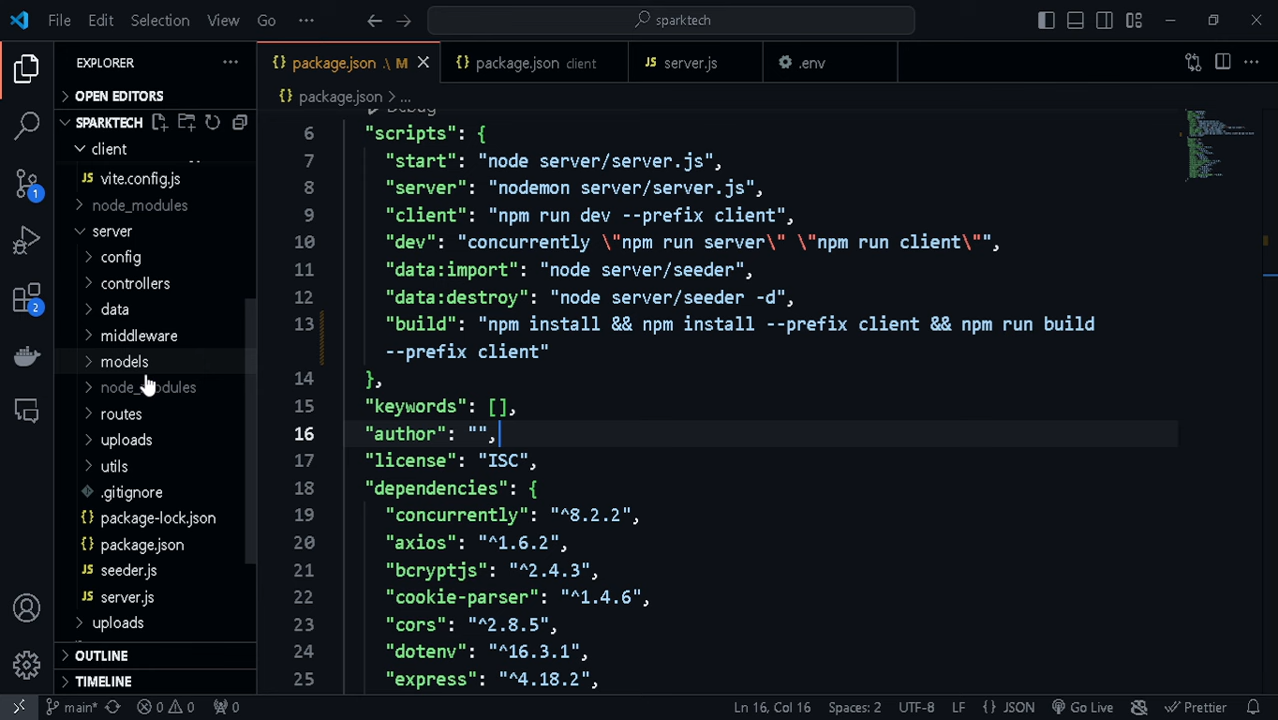 File Edit Selection View Go ··· sparktech
EXPLORER ···
OPEN EDITORS
SPARKTECH
client
vite.config.js
node_modules
server
config
controllers
data
middleware
models
node_modules
routes
uploads
utils
.gitignore
package-lock.json
package.json
seeder.js
server.js
uploads
OUTLINE
TIMELINE
1
2
{} package.json .\ M
{} package.json client
JS server.js
.env
{} package.json > ...
Debug
6 "scripts": {
7 "start": "node server/server.js",
8 "server": "nodemon server/server.js",
9 "client": "npm run dev --prefix client",
10 "dev": "concurrently \"npm run server\" \"npm run client\"",
11 "data:import": "node server/seeder",
12 "data:destroy": "node server/seeder -d",
13 "build": "npm install && npm install --prefix client && npm run build
--prefix client"
14 },
15 "keywords": [],
16 "author": "",
17 "license": "ISC",
18 "dependencies": {
19 "concurrently": "^8.2.2",
20 "axios": "^1.6.2",
21 "bcryptjs": "^2.4.3",
22 "cookie-parser": "^1.4.6",
23 "cors": "^2.8.5",
24 "dotenv": "^16.3.1",
25 "express": "^4.18.2",
main* 0 0 0 Ln 16, Col 16 Spaces: 2 UTF-8 LF {} JSON Go Live Prettier